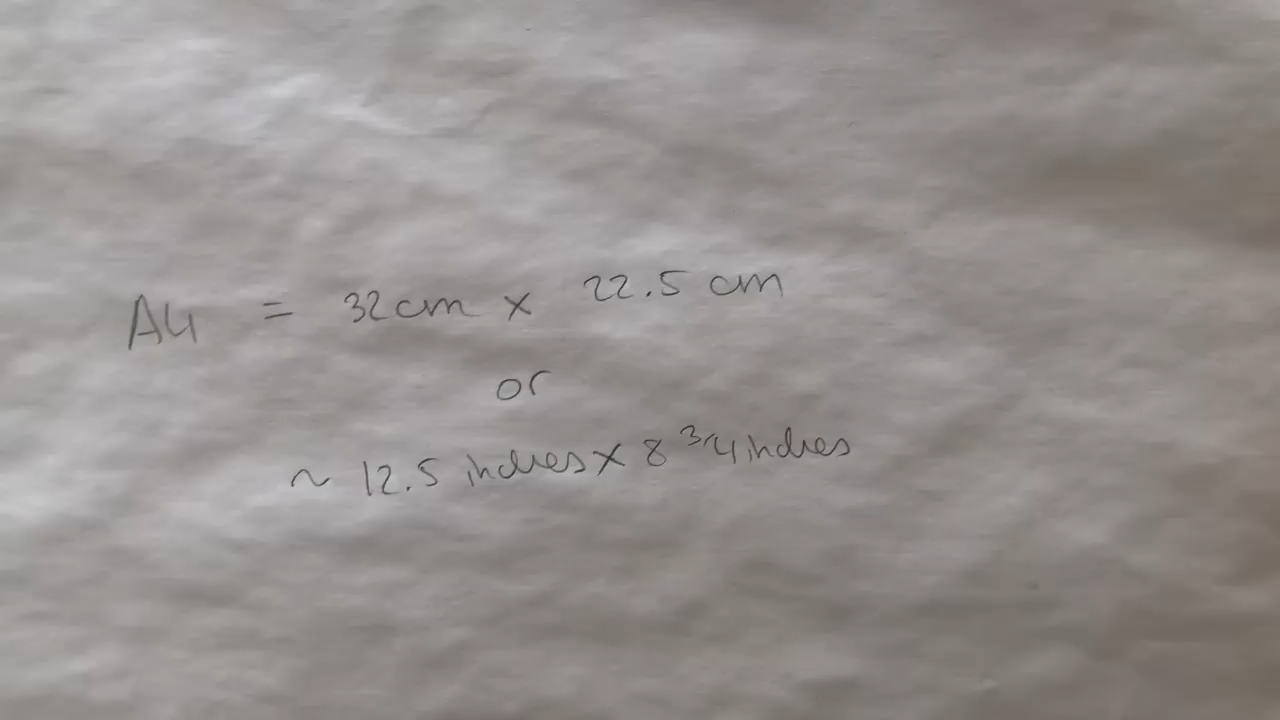 A4 = 32cm x 22.5 cm
or
~ 12.5 inches x 8 3/4 inches